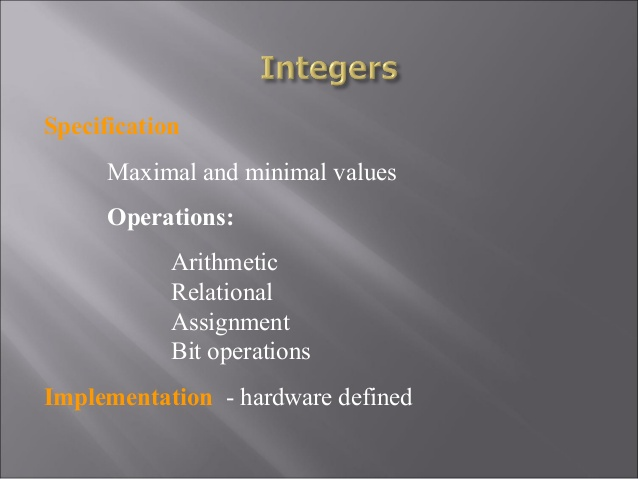 Integers
Specification
Maximal and minimal values
Operations:
Arithmetic
Relational
Assignment
Bit operations
Implementation - hardware defined